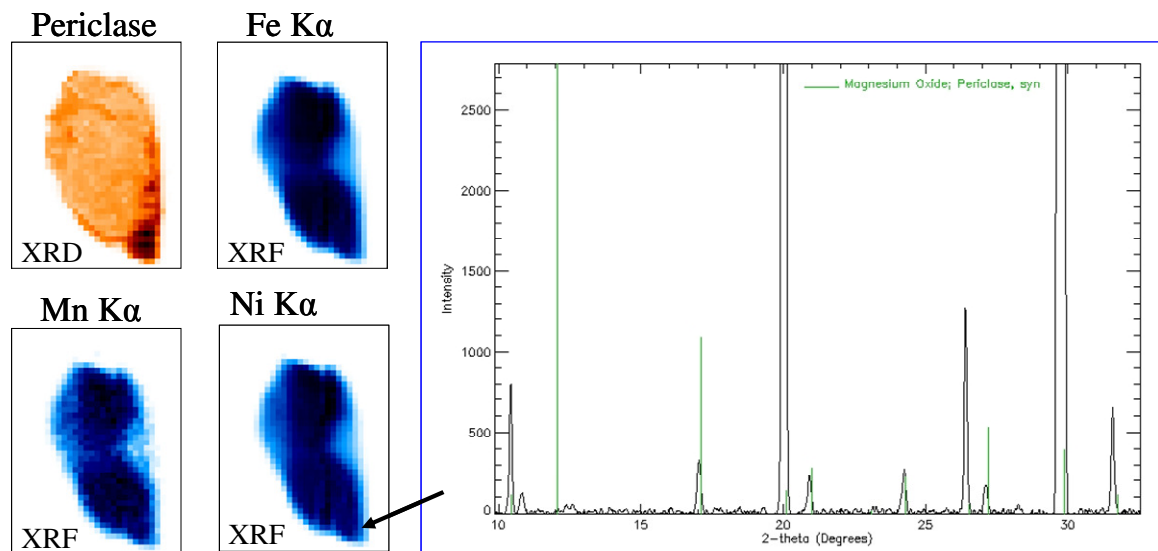 Periclase
Fe Kα
XRD
XRF
Mn Kα
Ni Kα
XRF
XRF
Magnesium Oxide; Periclase, syn
Intensity
2500
2000
1500
1000
500
0
10
15
20
25
30
2-theta (Degrees)